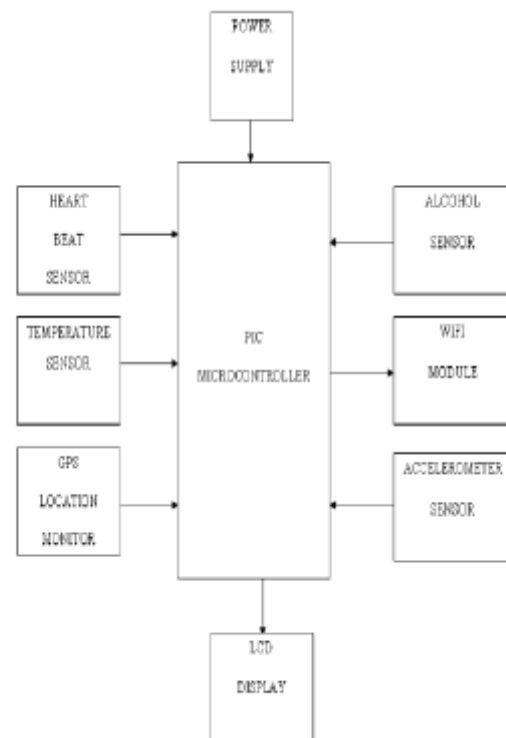 POWER
SUPPLY
HEART
BEAT
SENSOR
TEMPERATURE
SENSOR
GPS
LOCATION
MONITOR
PIC
MICROCONTROLLER
ALCOHOL
SENSOR
WIFI
MODULE
ACCELEROMETER
SENSOR
LCD
DISPLAY